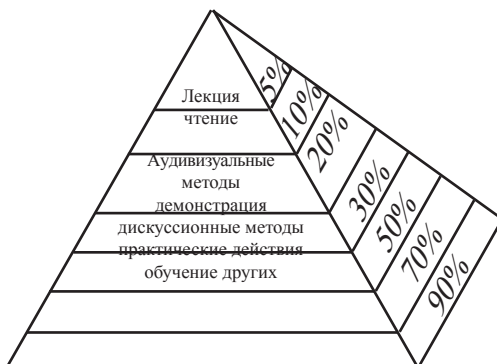 Лекция
чтение
Аудивизуальные
методы
демонстрация
дискуссионные методы
практические действия
обучение других
5%
10%
20%
30%
50%
70%
90%